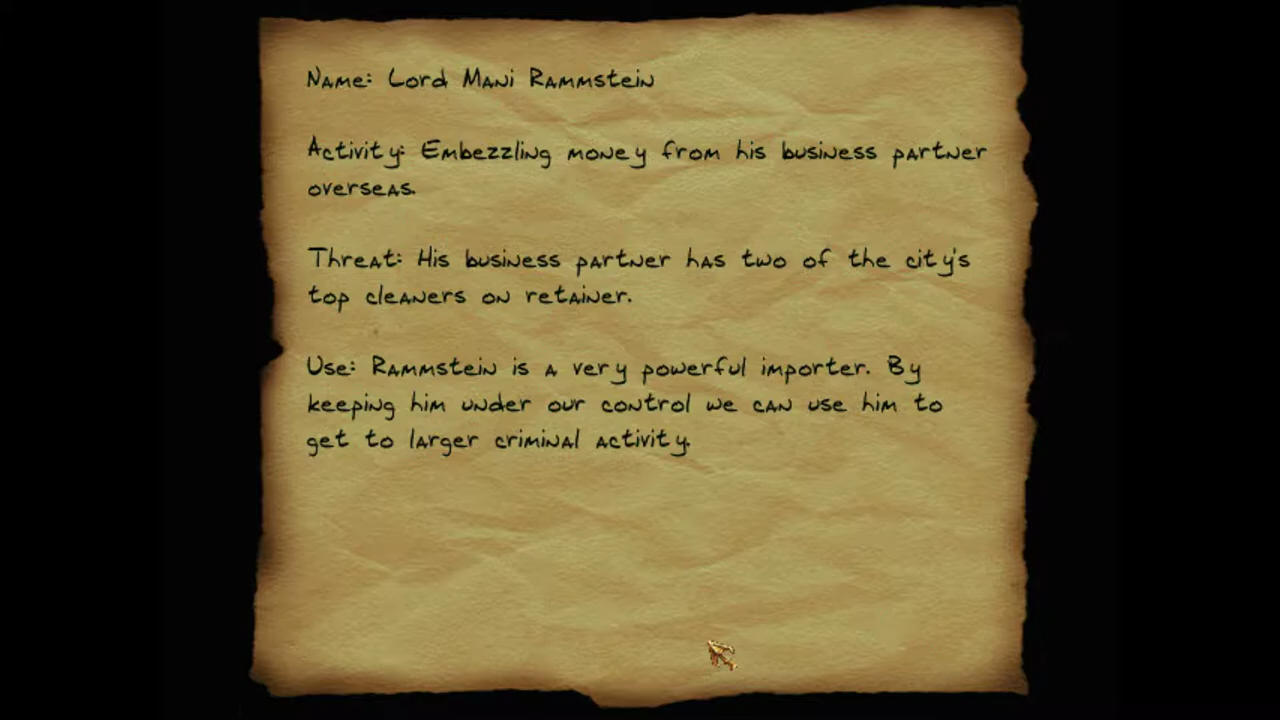 Name: Lord Mani Rammstein
Activity: Embezzling money from his business partner
overseas.
Threat: His business partner has two of the city's
top cleaners on retainer.
Use: Rammstein is a very powerful importer. By
keeping him under our control we can use him to
get to larger criminal activity.